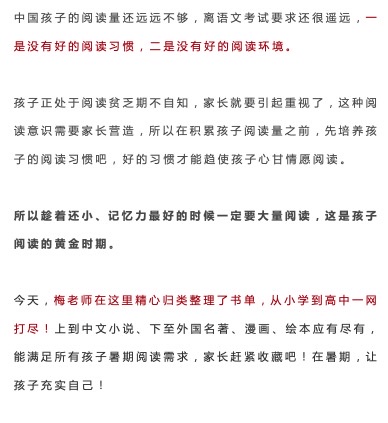 中国孩子的阅读量还远远不够，离语文考试要求还很遥远，一
是没有好的阅读习惯，二是没有好的阅读环境。
孩子正处于阅读贫乏期不自知，家长就要引起重视了，这种阅
读意识需要家长营造，所以在积累孩子阅读量之前，先培养孩
子的阅读习惯吧，好的习惯才能趋使孩子心甘情愿阅读。
所以趁着还小、记忆力最好的时候一定要大量阅读，这是孩子
阅读的黄金时期。
今天，梅老师在这里精心归类整理了书单，从小学到高中一网
打尽！上到中文小说、下至外国名著、漫画、绘本应有尽有，
能满足所有孩子暑期阅读需求，家长赶紧收藏吧！在暑期，让
孩子充实自己！